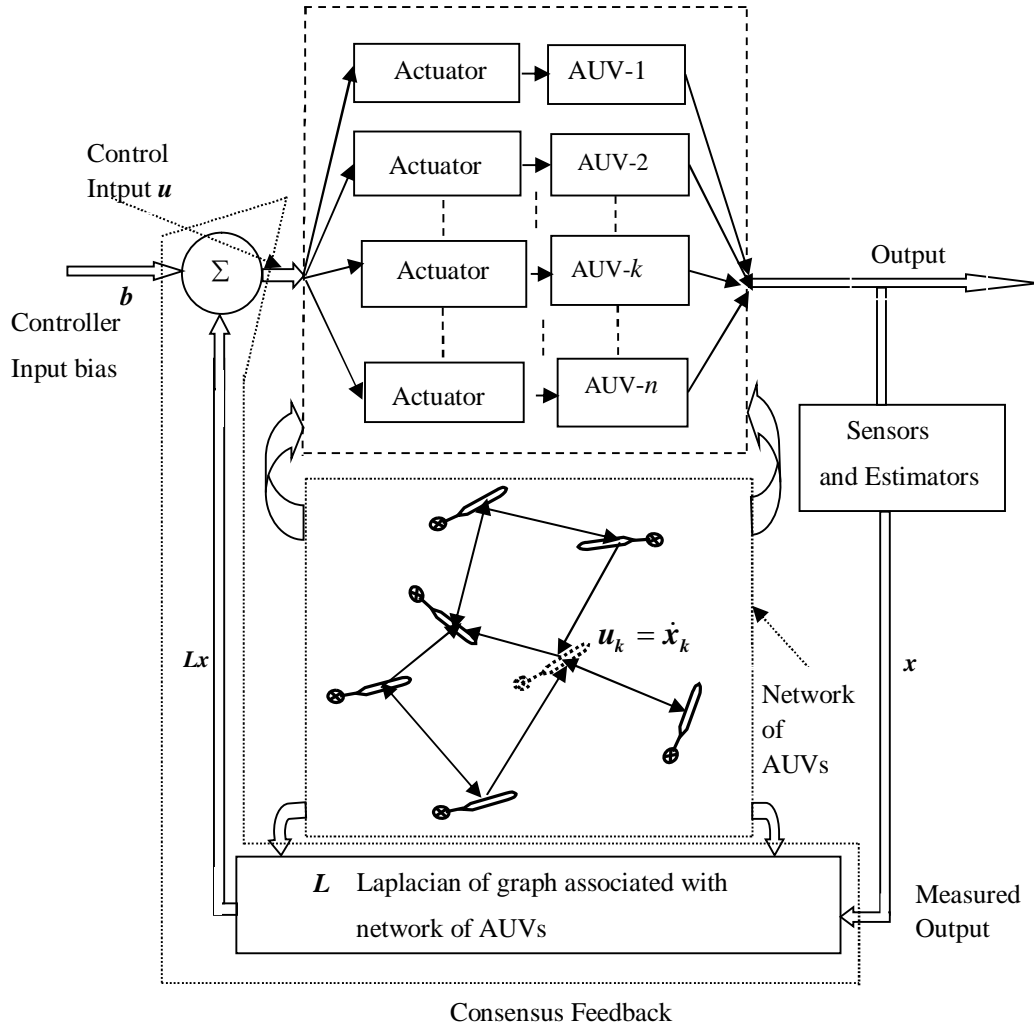 Actuator
AUV-1
Actuator
AUV-2
Control
Intput u
Actuator
AUV-k
Output
Σ
b
Controller
Input bias
Actuator
AUV-n
Sensors
and Estimators
u_k = ẋ_k
Lx
x
Network
of
AUVs
L Laplacian of graph associated with
network of AUVs
Measured
Output
Consensus Feedback